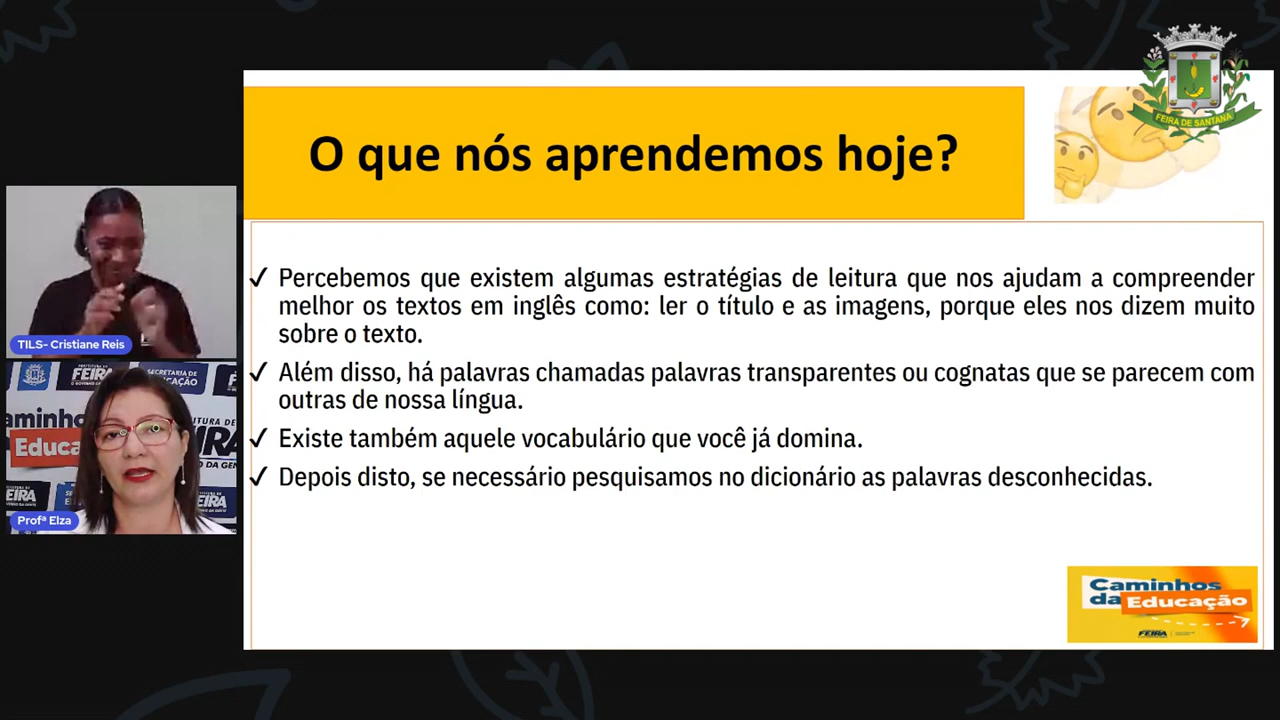 FEIRA DE SANTANA
O que nós aprendemos hoje?
✓ Percebemos que existem algumas estratégias de leitura que nos ajudam a compreender
melhor os textos em inglês como: ler o título e as imagens, porque eles nos dizem muito
sobre o texto.
✓ Além disso, há palavras chamadas palavras transparentes ou cognatas que se parecem com
outras de nossa língua.
✓ Existe também aquele vocabulário que você já domina.
✓ Depois disto, se necessário pesquisamos no dicionário as palavras desconhecidas.
TILS- Cristiane Reis
SECRETARIA DE
Educa
EIRA
Profª Elza
Caminhos
da Educação
FEIRA